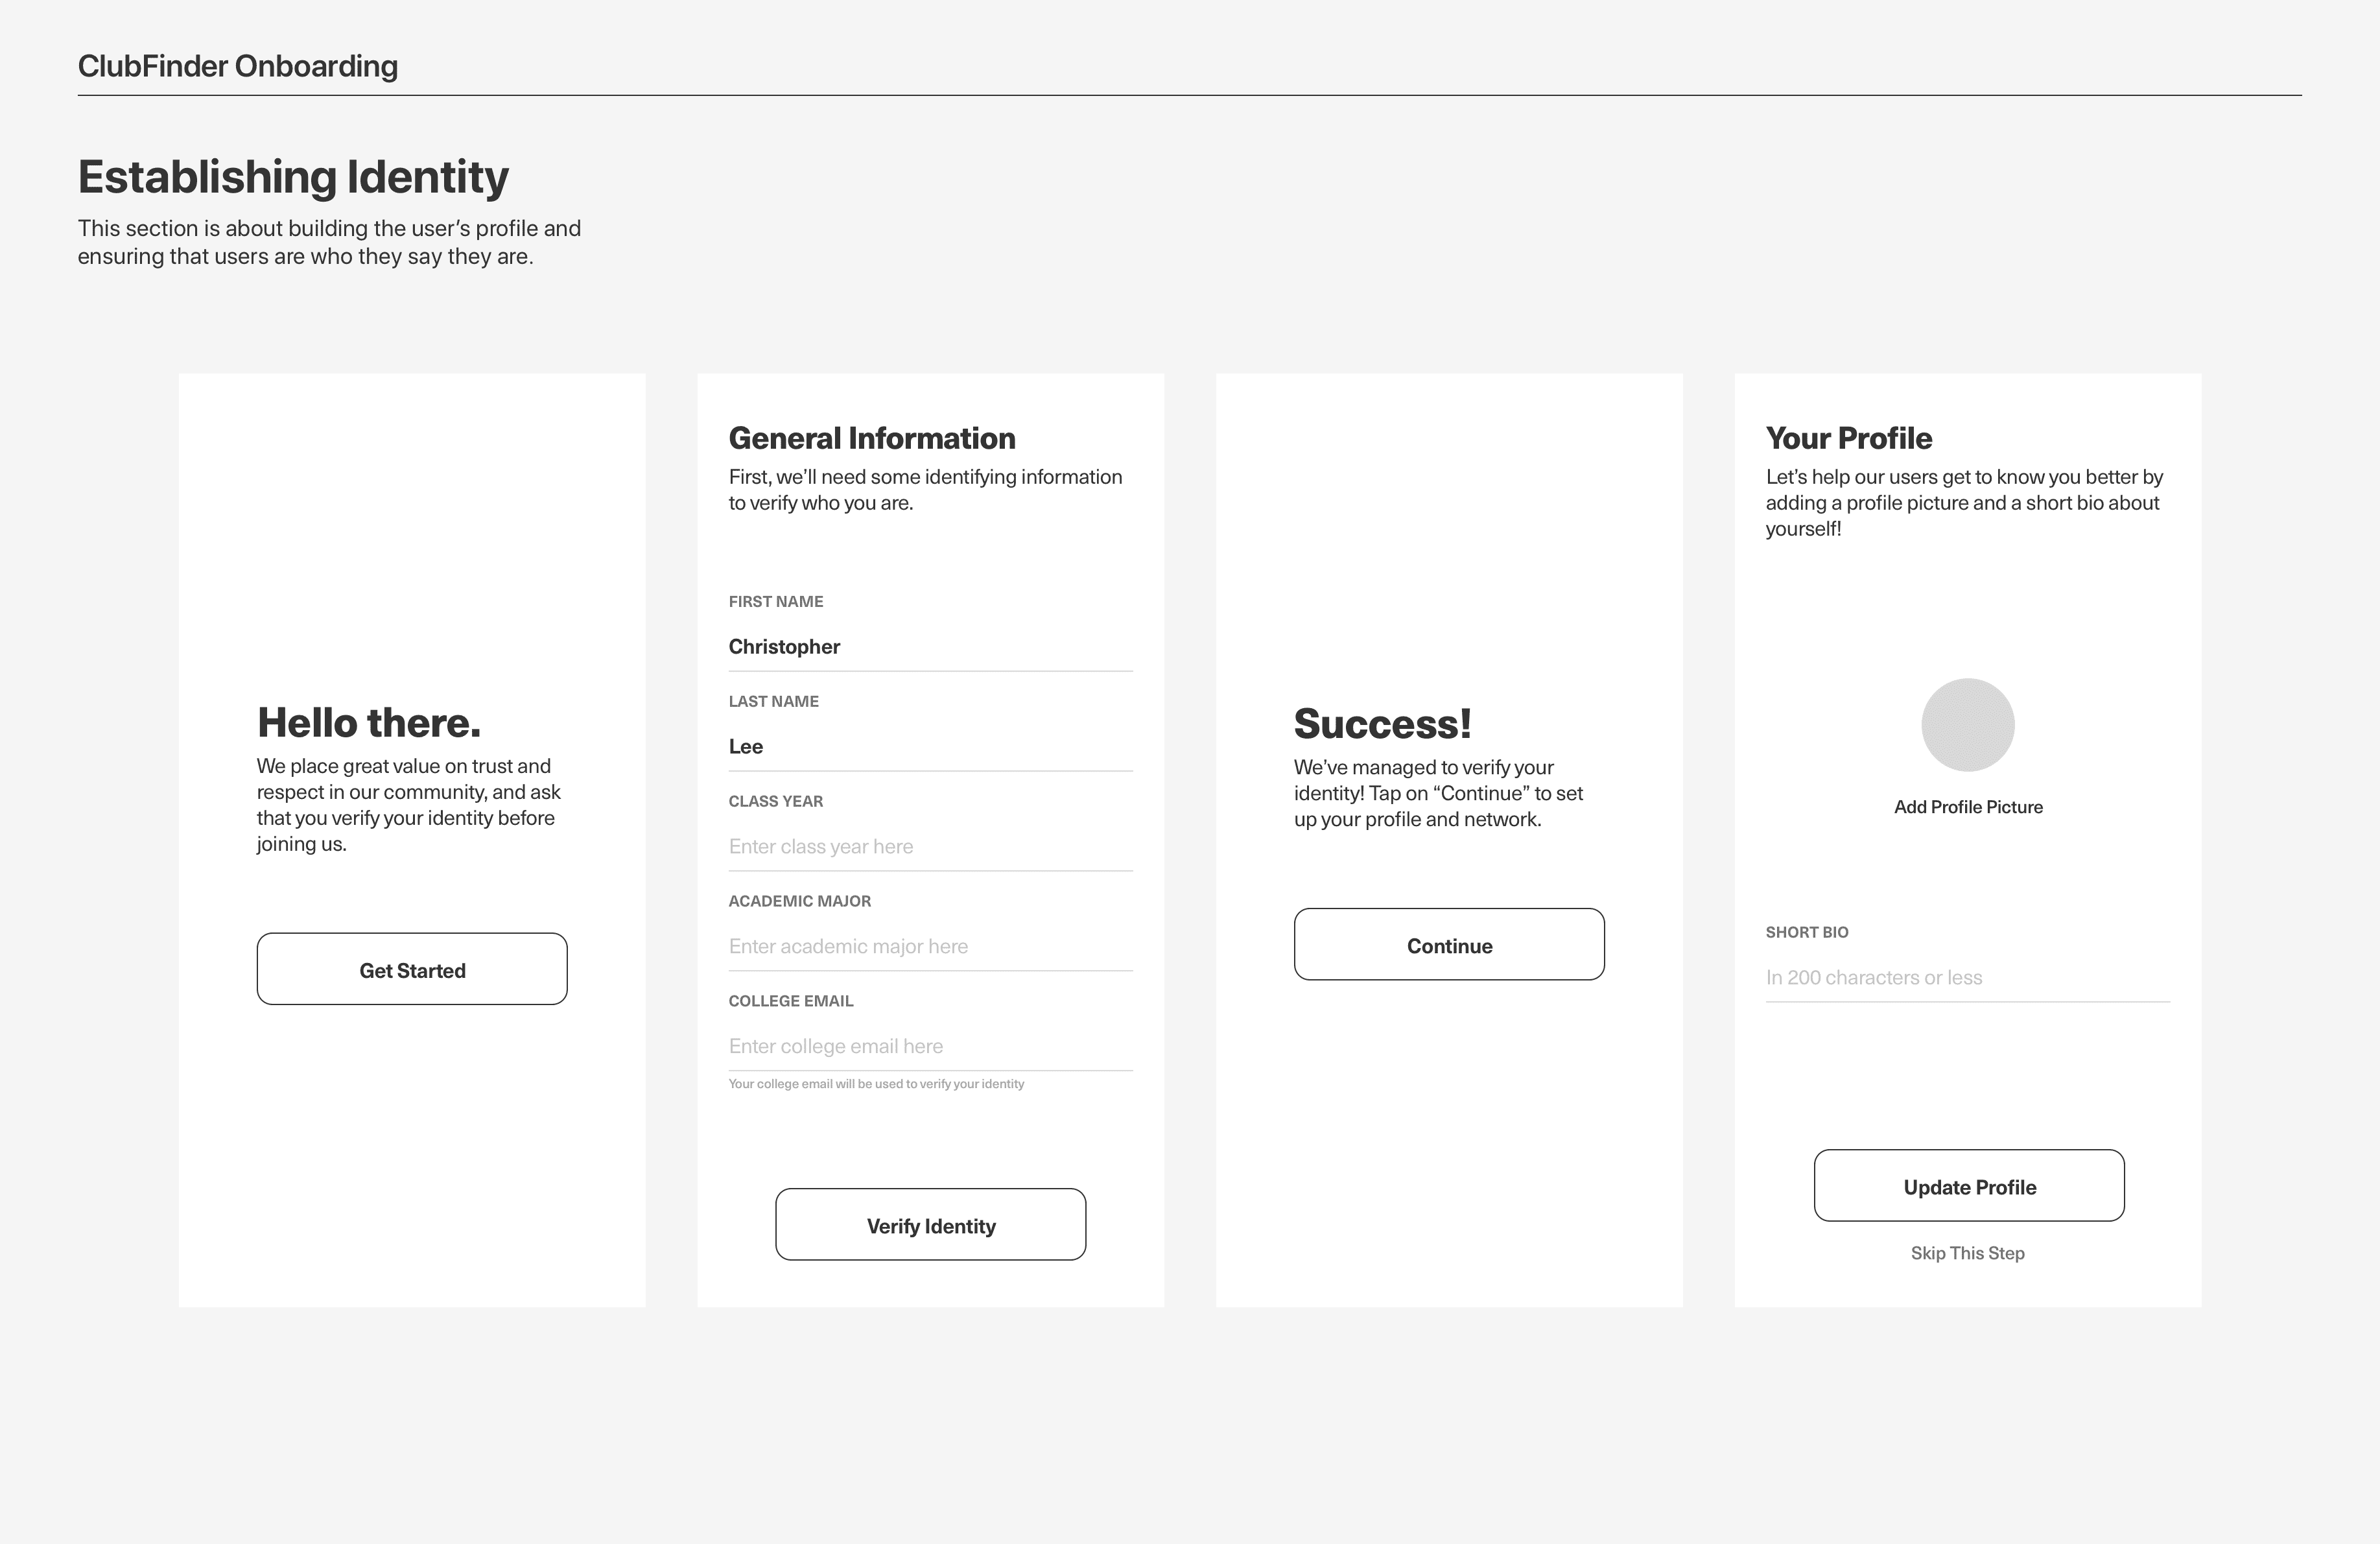 ClubFinder Onboarding
Establishing Identity
This section is about building the user’s profile and
ensuring that users are who they say they are.
Hello there.
We place great value on trust and
respect in our community, and ask
that you verify your identity before
joining us.
Get Started
General Information
First, we’ll need some identifying information
to verify who you are.
FIRST NAME
Christopher
LAST NAME
Lee
CLASS YEAR
Enter class year here
ACADEMIC MAJOR
Enter academic major here
COLLEGE EMAIL
Enter college email here
Your college email will be used to verify your identity
Verify Identity
Success!
We’ve managed to verify your
identity! Tap on “Continue” to set
up your profile and network.
Continue
Your Profile
Let’s help our users get to know you better by
adding a profile picture and a short bio about
yourself!
Add Profile Picture
SHORT BIO
In 200 characters or less
Update Profile
Skip This Step